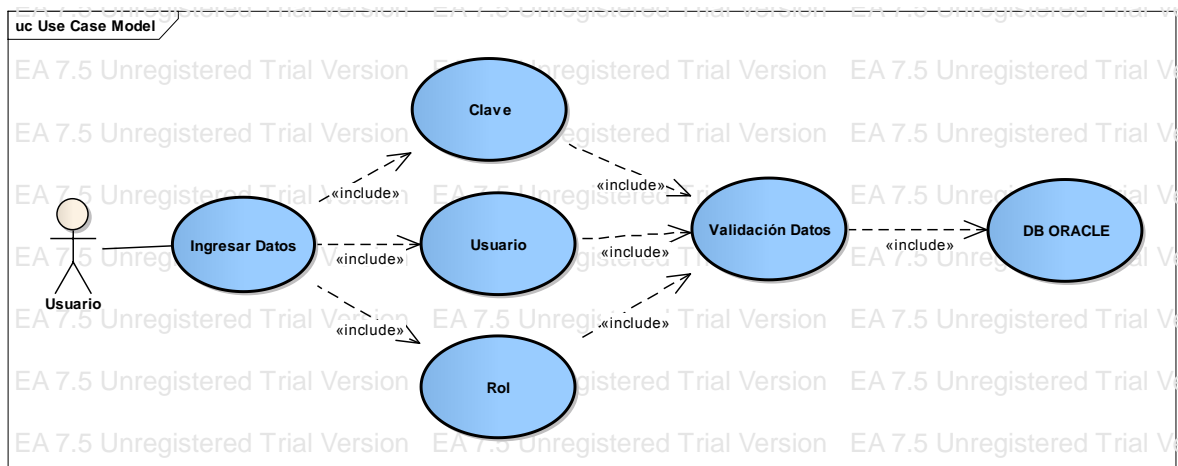 uc Use Case Model
EA 7.5 Unregistered Trial Version
Clave
«include»
«include»
Ingresar Datos
Usuario
Validación Datos
DB ORACLE
«include»
«include»
«include»
Usuario
«include»
«include»
Rol